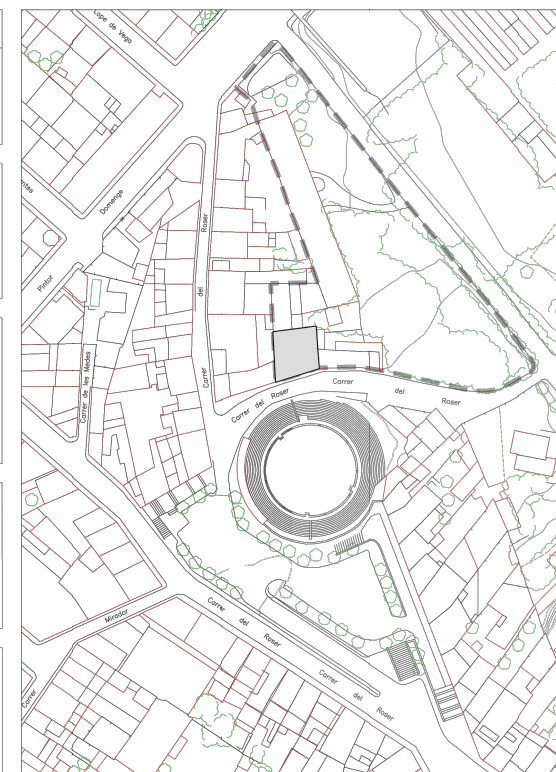 Lope de Vega
Domenge
Pintor
Roser
del
Carrer
Carrer de les Medes
Carrer del Roser
Carrer del Roser
Mirador
Carrer del Roser
Carrer del Roser
Carrer